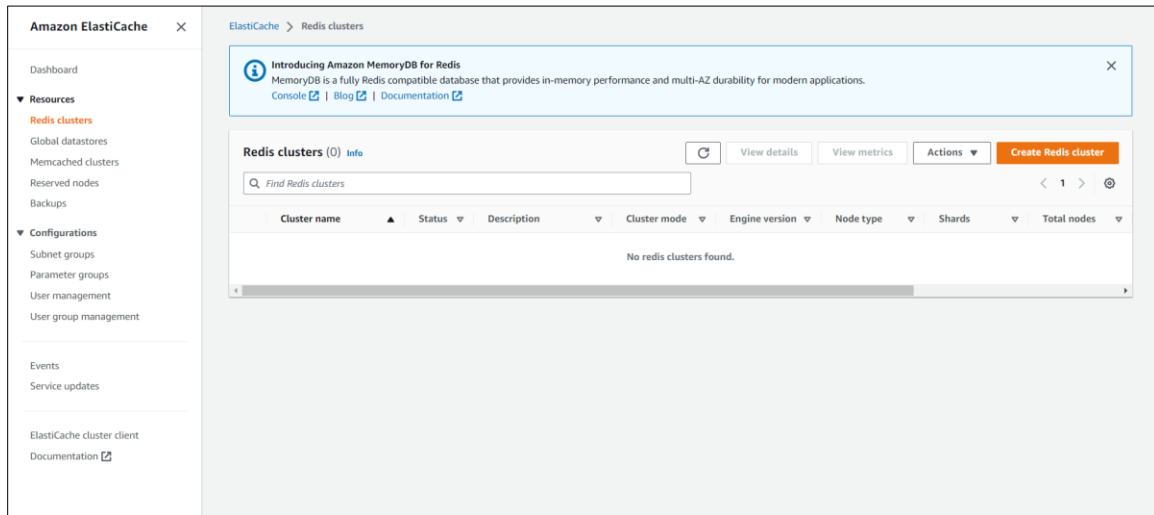 Amazon ElastiCache
Dashboard
Resources
Redis clusters
Global datastores
Memcached clusters
Reserved nodes
Backups
Configurations
Subnet groups
Parameter groups
User management
User group management
Events
Service updates
ElastiCache cluster client
Documentation
ElastiCache > Redis clusters
Introducing Amazon MemoryDB for Redis
MemoryDB is a fully Redis compatible database that provides in-memory performance and multi-AZ durability for modern applications.
Console | Blog | Documentation
Redis clusters (0) Info View details View metrics Actions Create Redis cluster
Find Redis clusters 1
Cluster name Status Description Cluster mode Engine version Node type Shards Total nodes
No redis clusters found.